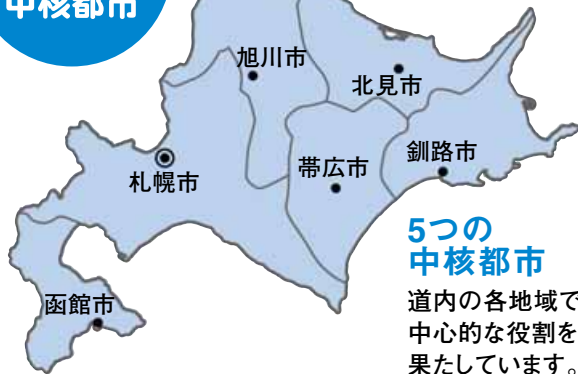 中核都市
旭川市
北見市
釧路市
帯広市
札幌市
函館市
5つの
中核都市
道内の各地域で
中心的な役割を
果たしています。